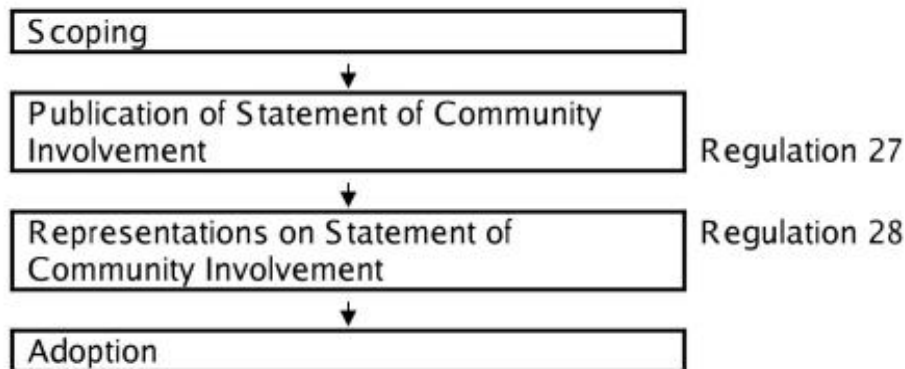 Scoping
Publication of Statement of Community
Involvement
Regulation 27
Representations on Statement of
Community Involvement
Regulation 28
Adoption